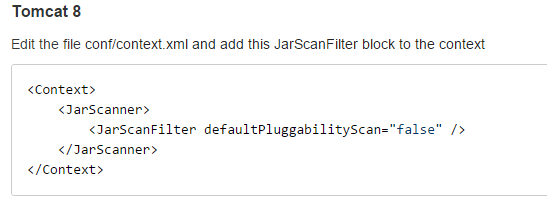 Tomcat 8
Edit the file conf/context.xml and add this JarScanFilter block to the context
<Context>
    <JarScanner>
        <JarScanFilter defaultPluggabilityScan="false" />
    </JarScanner>
</Context>